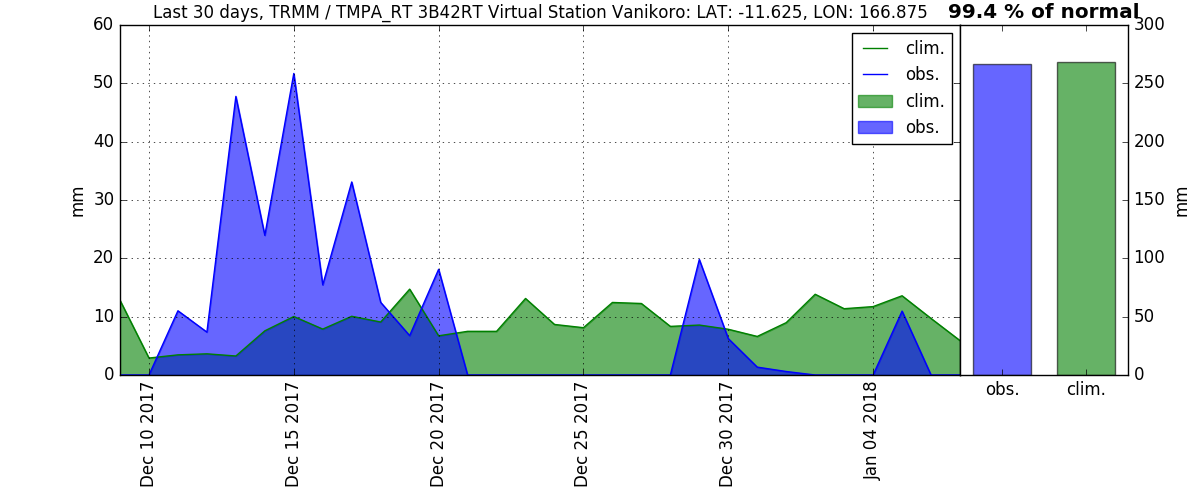 Last 30 days, TRMM / TMPA_RT 3B42RT Virtual Station Vanikoro: LAT: -11.625, LON: 166.875
99.4 % of normal
60
50
40
30
20
10
0
mm
clim.
obs.
clim.
obs.
Dec 10 2017
Dec 15 2017
Dec 20 2017
Dec 25 2017
Dec 30 2017
Jan 04 2018
300
250
200
150
100
50
0
mm
obs.
clim.